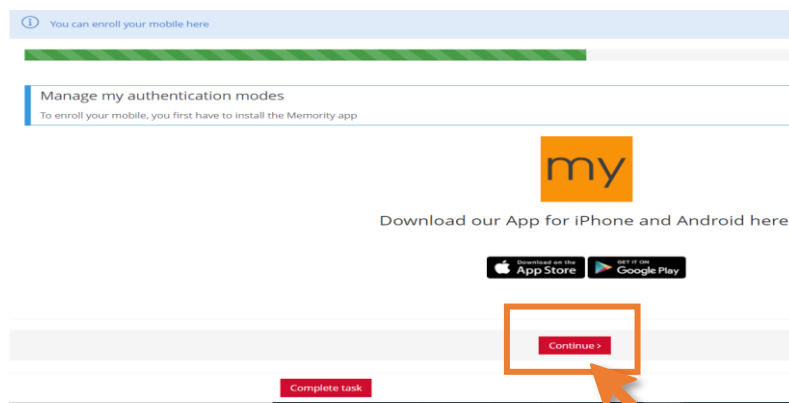 You can enroll your mobile here
Manage my authentication modes
To enroll your mobile, you first have to install the Memority app
my
Download our App for iPhone and Android here
Download on the
App Store
GET IT ON
Google Play
Continue >
Complete task